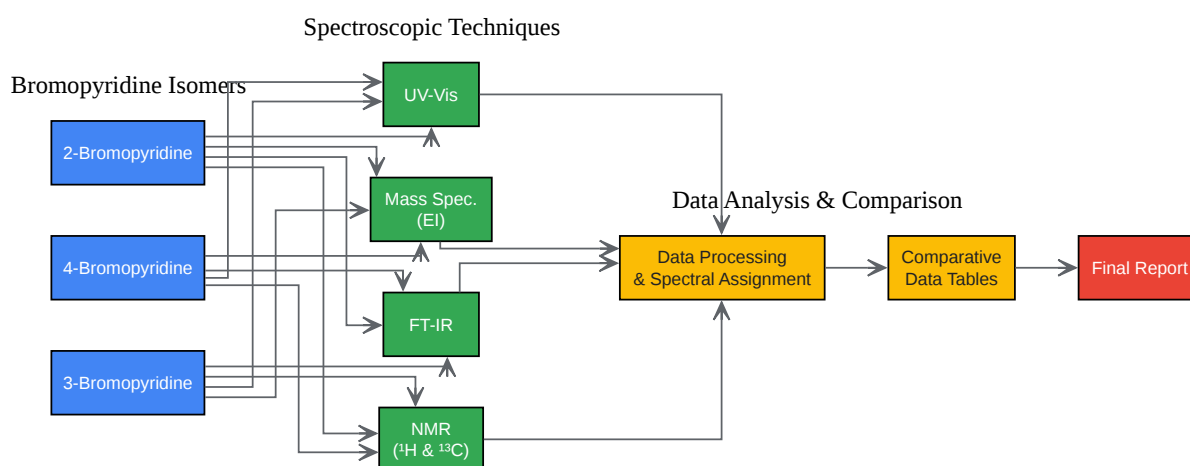 Spectroscopic Techniques
Bromopyridine Isomers
UV-Vis
2-Bromopyridine
Mass Spec.
(EI)
Data Analysis & Comparison
4-Bromopyridine
Data Processing
& Spectral Assignment
Comparative
Data Tables
Final Report
FT-IR
3-Bromopyridine
NMR
(¹H & ¹³C)